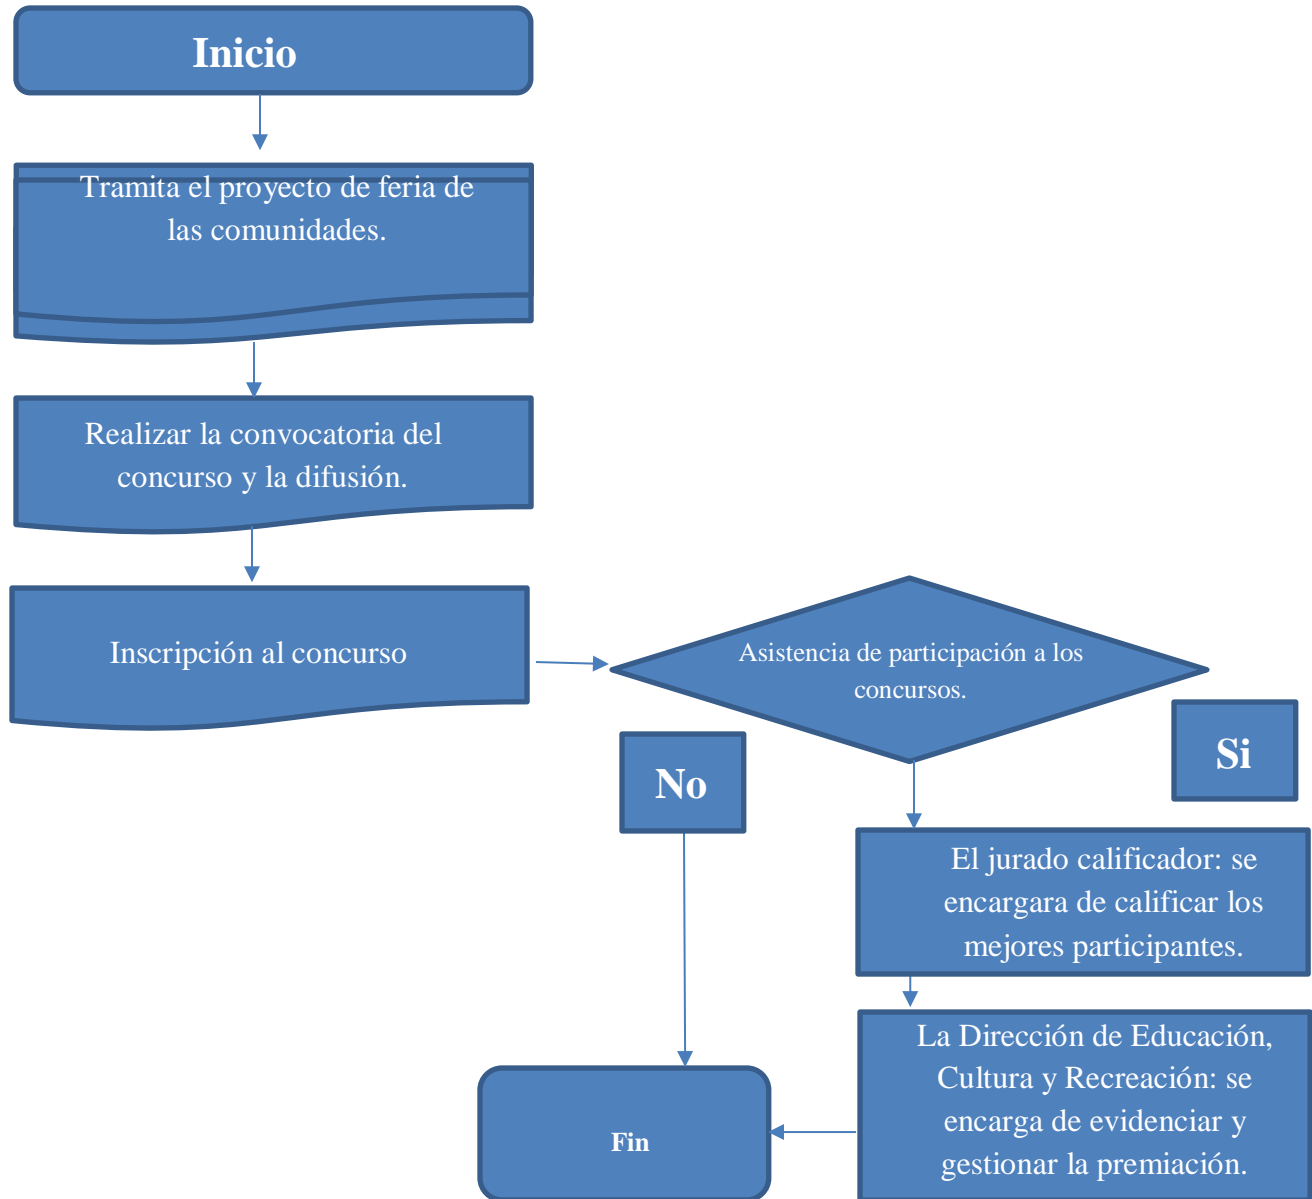 Inicio
Tramita el proyecto de feria de
las comunidades.
Realizar la convocatoria del
concurso y la difusión.
Inscripción al concurso
Asistencia de participación a los
concursos.
Si
No
El jurado calificador: se
encargara de calificar los
mejores participantes.
La Dirección de Educación,
Cultura y Recreación: se
encarga de evidenciar y
gestionar la premiación.
Fin